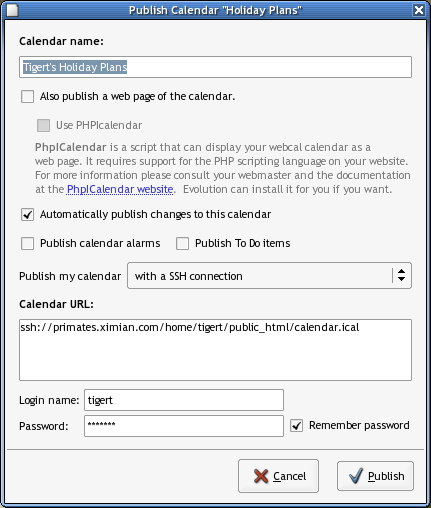 Publish Calendar "Holiday Plans"
Calendar name:
Tigert's Holiday Plans
Also publish a web page of the calendar.
Use PHPIcalendar
PhpICalendar is a script that can display your webcal calendar as a
web page. It requires support for the PHP scripting language on your website.
For more information please consult your webmaster and the documentation
at the PhpICalendar website.  Evolution can install it for you if you want.
Automatically publish changes to this calendar
Publish calendar alarms
Publish To Do items
Publish my calendar
with a SSH connection
Calendar URL:
ssh://primates.ximian.com/home/tigert/public_html/calendar.ical
Login name:
tigert
Password:
*******
Remember password
Cancel
Publish